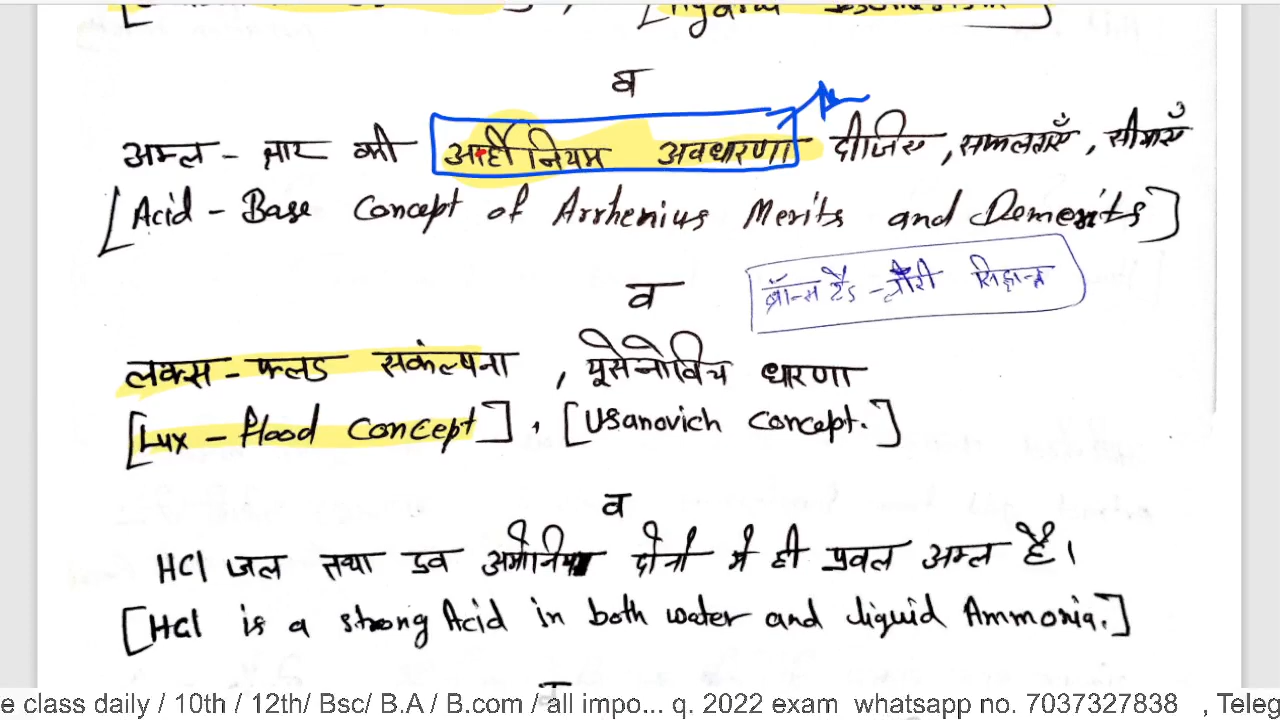 व
अम्ल - क्षार की आर्हीनियम अवधारणा दीजिए, सफलताएँ, सीमाएँ
[Acid - Base Concept of Arrhenius Merits and Demerits]
व
ब्रॉन्सटैड - लौरी सिद्धान्त
लक्स - फ्लड संकल्पना , यूसेनोविच धारणा
[Lux - Flood Concept] , [Usanovich Concept.]
व
HCl जल तथा द्रव अमोनिया दोनों में ही प्रबल अम्ल है।
[HCl is a strong Acid in both water and liquid Ammonia.]
e class daily / 10th / 12th/ Bsc/ B.A / B.com / all impo... q. 2022 exam whatsapp no. 7037327838 , Teleg